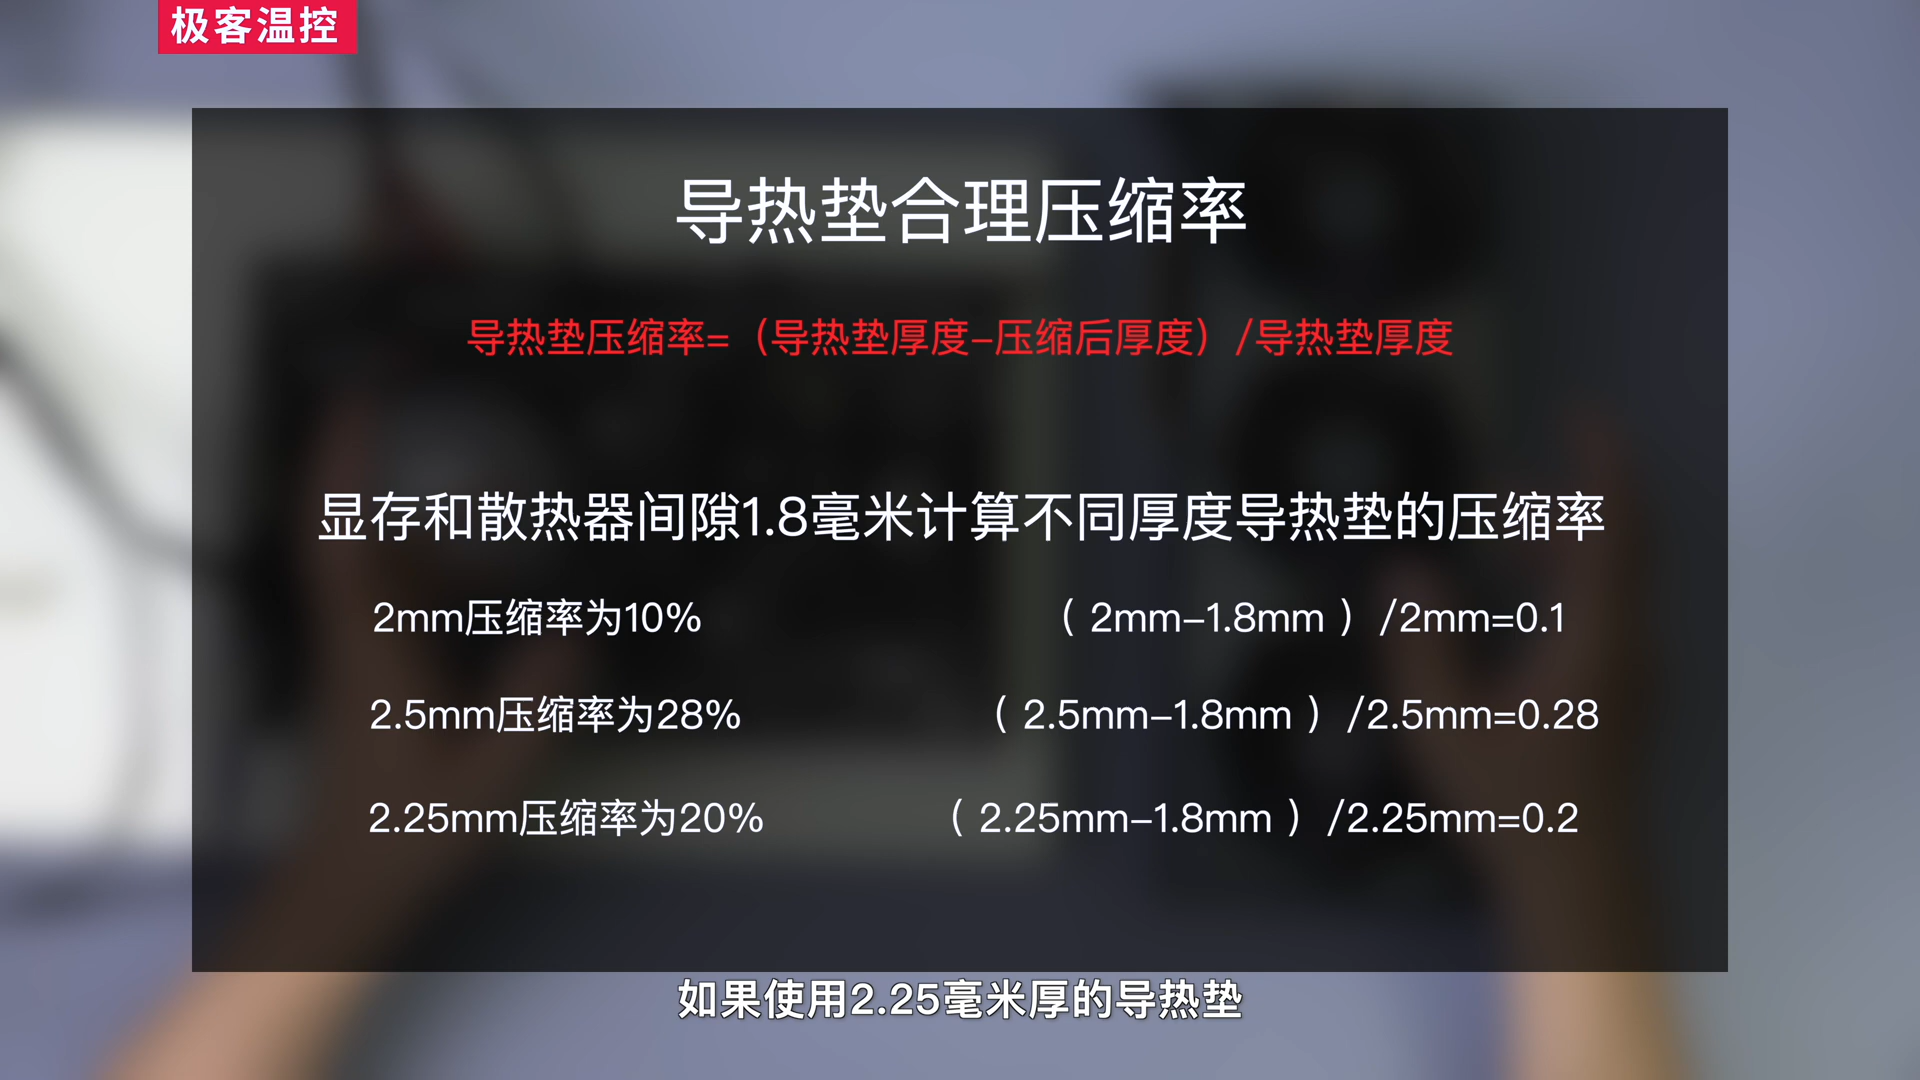 极客温控
导热垫合理压缩率
导热垫压缩率=（导热垫厚度-压缩后厚度）/导热垫厚度
显存和散热器间隙1.8毫米计算不同厚度导热垫的压缩率
2mm压缩率为10% （2mm-1.8mm）/2mm=0.1
2.5mm压缩率为28% （2.5mm-1.8mm）/2.5mm=0.28
2.25mm压缩率为20% （2.25mm-1.8mm）/2.25mm=0.2
如果使用2.25毫米厚的导热垫